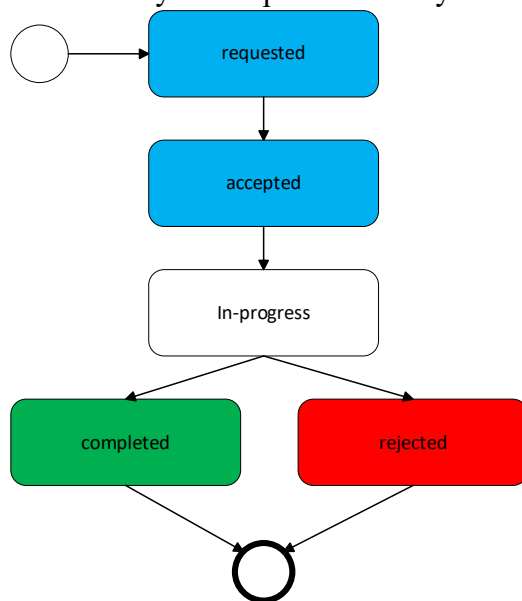 requested
accepted
In-progress
completed
rejected